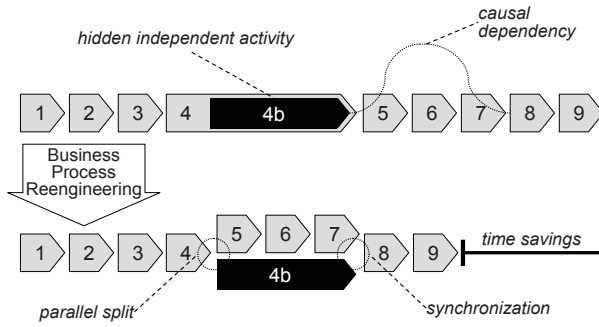 causal
dependency
hidden independent activity
1 2 3 4 4b 5 6 7 8 9
Business
Process
Reengineering
5 6 7
1 2 3 4 8 9 time savings
4b
parallel split synchronization